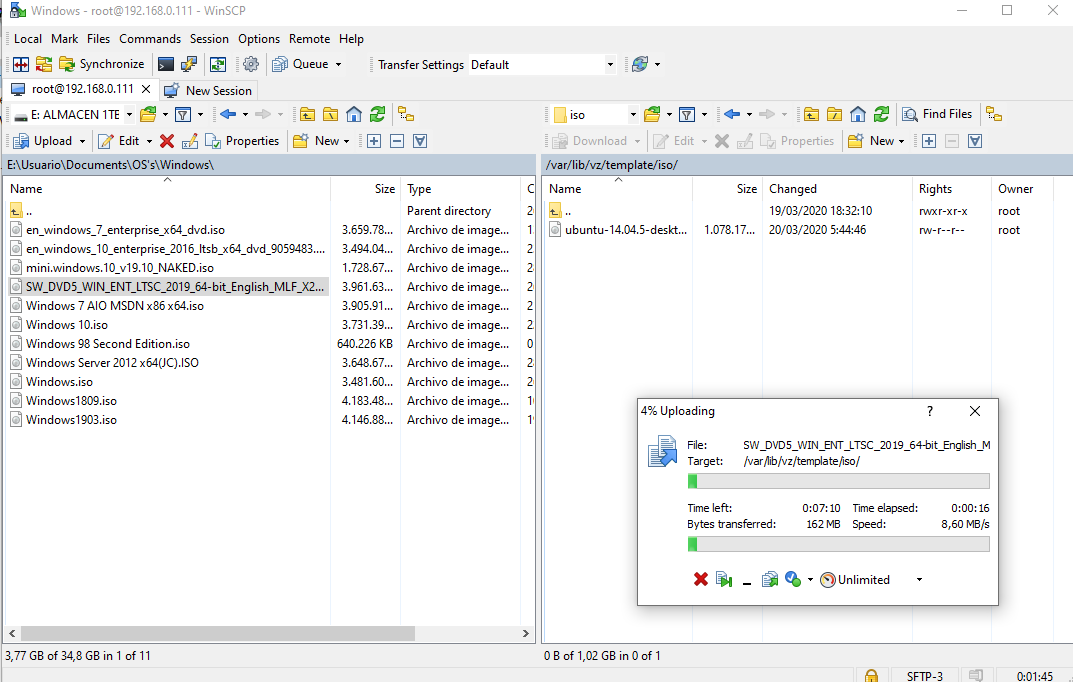 Windows - root@192.168.0.111 - WinSCP
Local Mark Files Commands Session Options Remote Help
Synchronize Queue Transfer Settings Default
root@192.168.0.111 New Session
E: ALMACEN 1TE iso Find Files
Upload Edit Properties New Download Edit Properties New
E:\Usuario\Documents\OS's\Windows\ /var/lib/vz/template/iso/
Name Size Type C Name Size Changed Rights Owner
.. Parent directory 2 .. 19/03/2020 18:32:10 rwxr-xr-x root
en_windows_7_enterprise_x64_dvd.iso 3.659.78... Archivo de image... 1 ubuntu-14.04.5-deskt... 1.078.17... 20/03/2020 5:44:46 rw-r--r-- root
en_windows_10_enterprise_2016_ltsb_x64_dvd_9059483.... 3.494.04... Archivo de image... 2
mini.windows.10_v19.10_NAKED.iso 1.728.67... Archivo de image... 2
SW_DVD5_WIN_ENT_LTSC_2019_64-bit_English_MLF_X2... 3.961.63... Archivo de image... 2
Windows 7 AIO MSDN x86 x64.iso 3.905.91... Archivo de image... 2
Windows 10.iso 3.731.39... Archivo de image... 2
Windows 98 Second Edition.iso 640.226 KB Archivo de image... 0
Windows Server 2012 x64(JC).ISO 3.648.67... Archivo de image... 2
Windows.iso 3.481.60... Archivo de image... 2
Windows1809.iso 4.183.48... Archivo de image... 1
Windows1903.iso 4.146.88... Archivo de image... 1
4% Uploading ?
File: SW_DVD5_WIN_ENT_LTSC_2019_64-bit_English_M
Target: /var/lib/vz/template/iso/
Time left: 0:07:10 Time elapsed: 0:00:16
Bytes transferred: 162 MB Speed: 8,60 MB/s
Unlimited
3,77 GB of 34,8 GB in 1 of 11 0 B of 1,02 GB in 0 of 1
SFTP-3 0:01:45